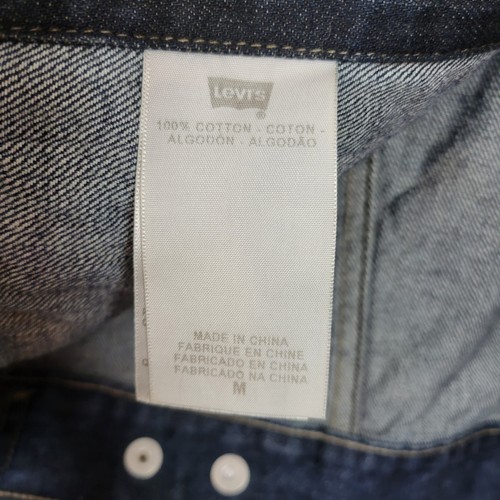 Levi's
®
100% COTTON - COTON -
ALGODÓN - ALGODÃO
MADE IN CHINA
FABRIQUE EN CHINE
FABRICADO EN CHINA
FABRICADO NA CHINA
M